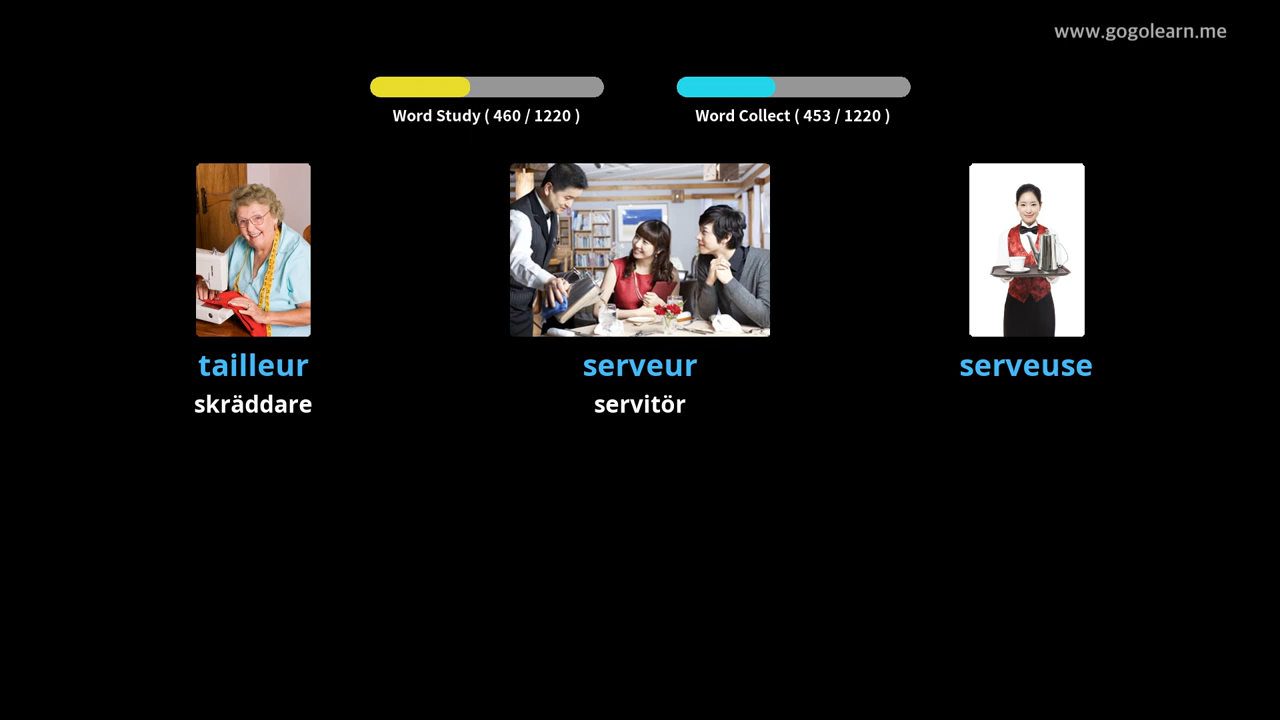 www.gogolearn.me
Word Study ( 460 / 1220 )
Word Collect ( 453 / 1220 )
tailleur
serveur
serveuse
skräddare
servitör